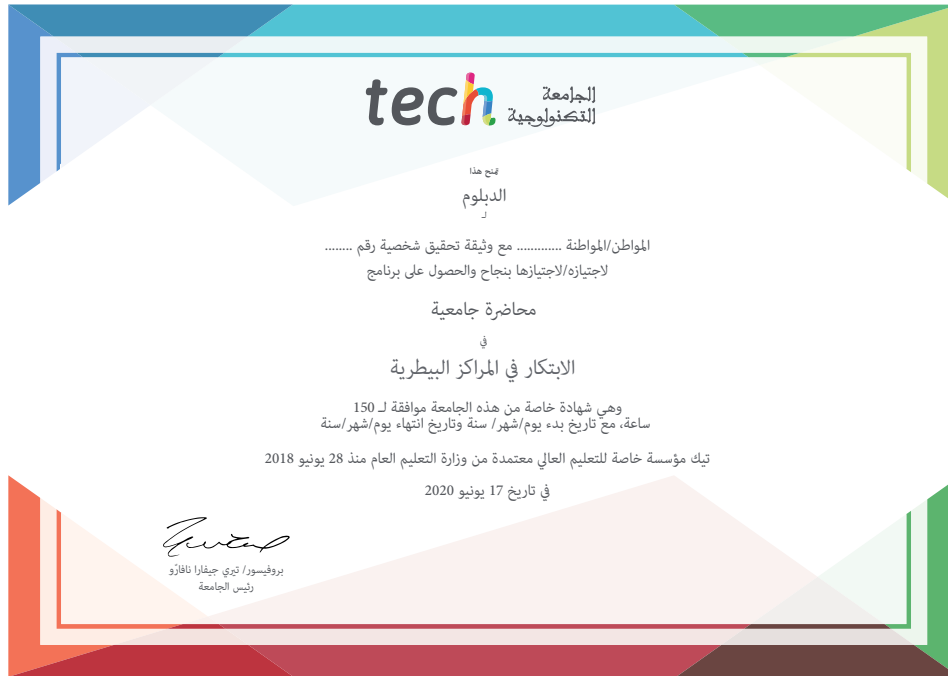 tech الجامعة
التكنولوجية
تمنح هذا
الدبلوم
لـ
المواطن/المواطنة ............. مع وثيقة تحقيق شخصية رقم ........
لاجتيازه/لاجتيازها بنجاح والحصول على برنامج
محاضرة جامعية
في
الابتكار في المراكز البيطرية
وهي شهادة خاصة من هذه الجامعة موافقة لـ 150
ساعة، مع تاريخ بدء يوم/شهر/ سنة وتاريخ انتهاء يوم/شهر/سنة
تيك مؤسسة خاصة للتعليم العالي معتمدة من وزارة التعليم العام منذ 28 يونيو 2018
في تاريخ 17 يونيو 2020
بروفيسور/ تيري جيفارا نافارّو
رئيس الجامعة